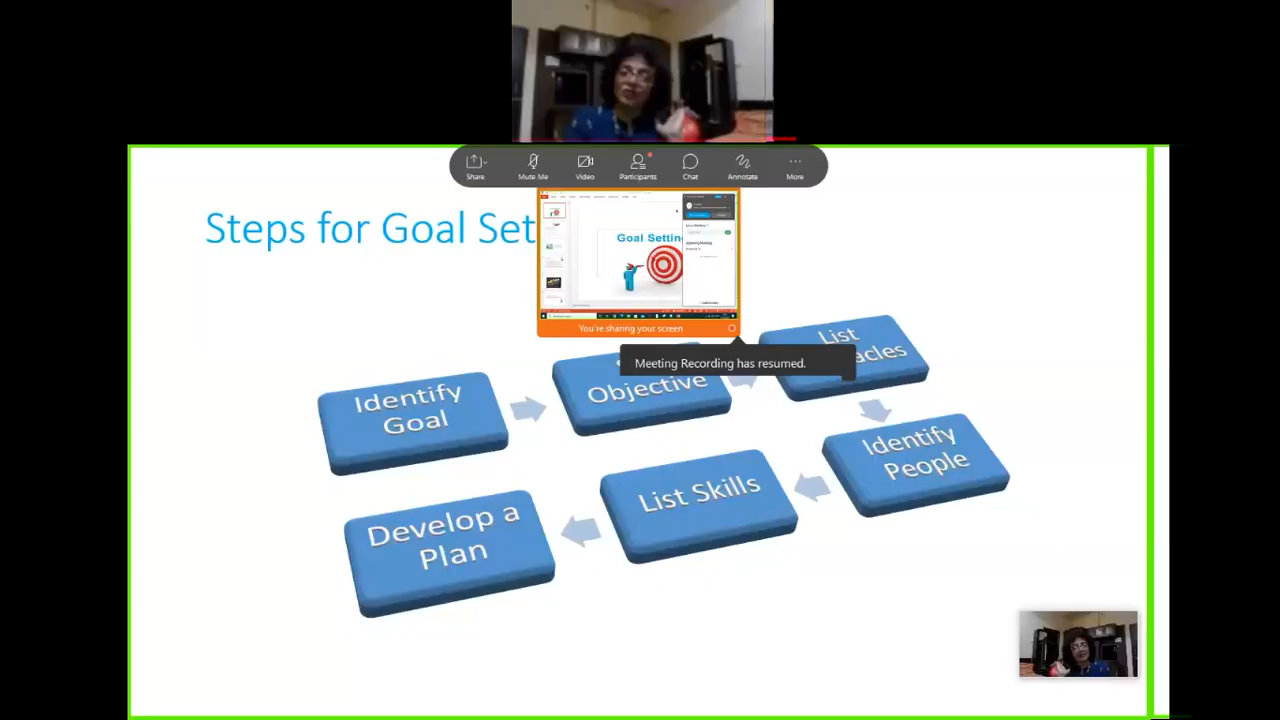 Share
Mute Me
Video
Participants
Chat
Annotate
More
Steps for Goal Set
Goal Setting
You're sharing your screen
Meeting Recording has resumed.
Identify
Goal
Objective
List
acles
Identify
People
List Skills
Develop a
Plan